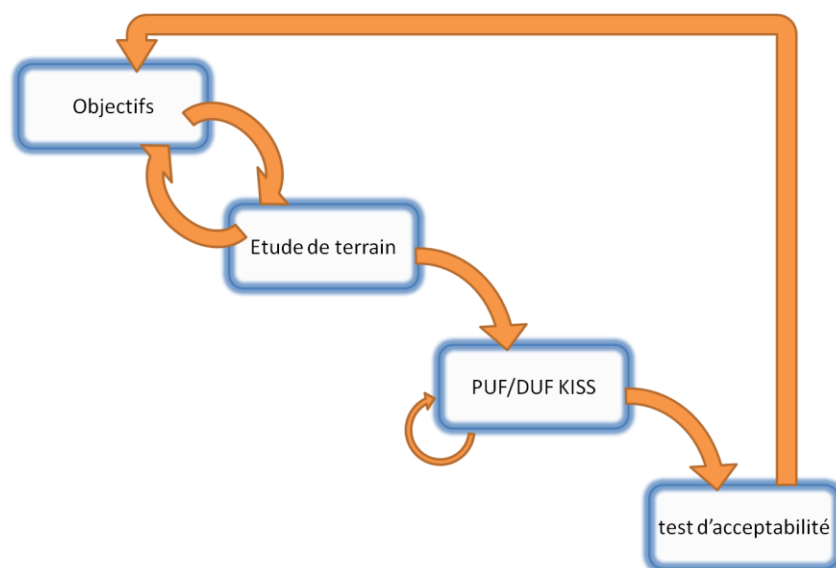 Objectifs
Etude de terrain
PUF/DUF KISS
test d'acceptabilité